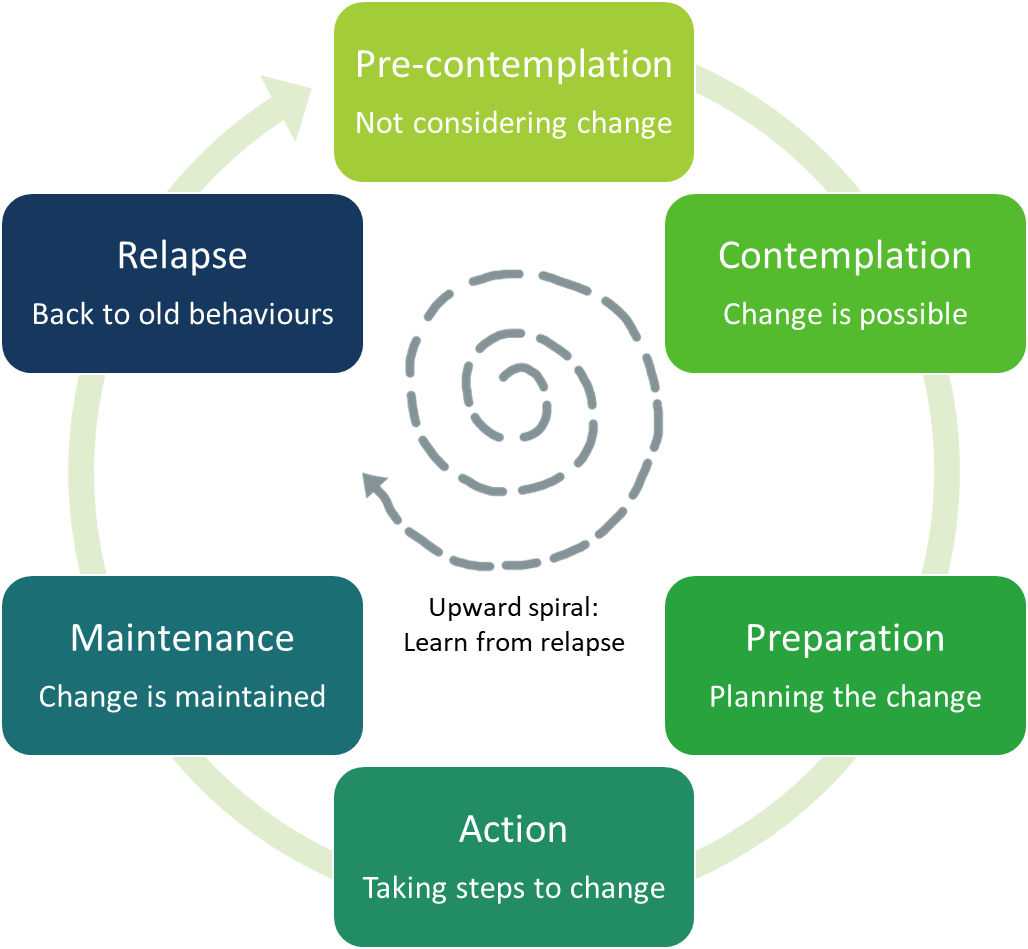 Pre-contemplation
Not considering change
Contemplation
Change is possible
Preparation
Planning the change
Action
Taking steps to change
Maintenance
Change is maintained
Relapse
Back to old behaviours
Upward spiral:
Learn from relapse